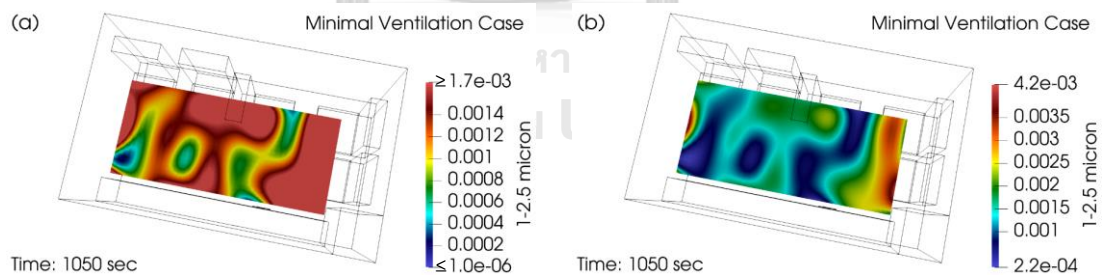 (a) Minimal Ventilation Case
≥ 1.7e-03
0.0014
0.0012
0.001
0.0008
0.0006
0.0004
0.0002
≤ 1.0e-06
1-2.5 micron
Time: 1050 sec
(b) Minimal Ventilation Case
4.2e-03
0.0035
0.003
0.0025
0.002
0.0015
0.001
2.2e-04
1-2.5 micron
Time: 1050 sec